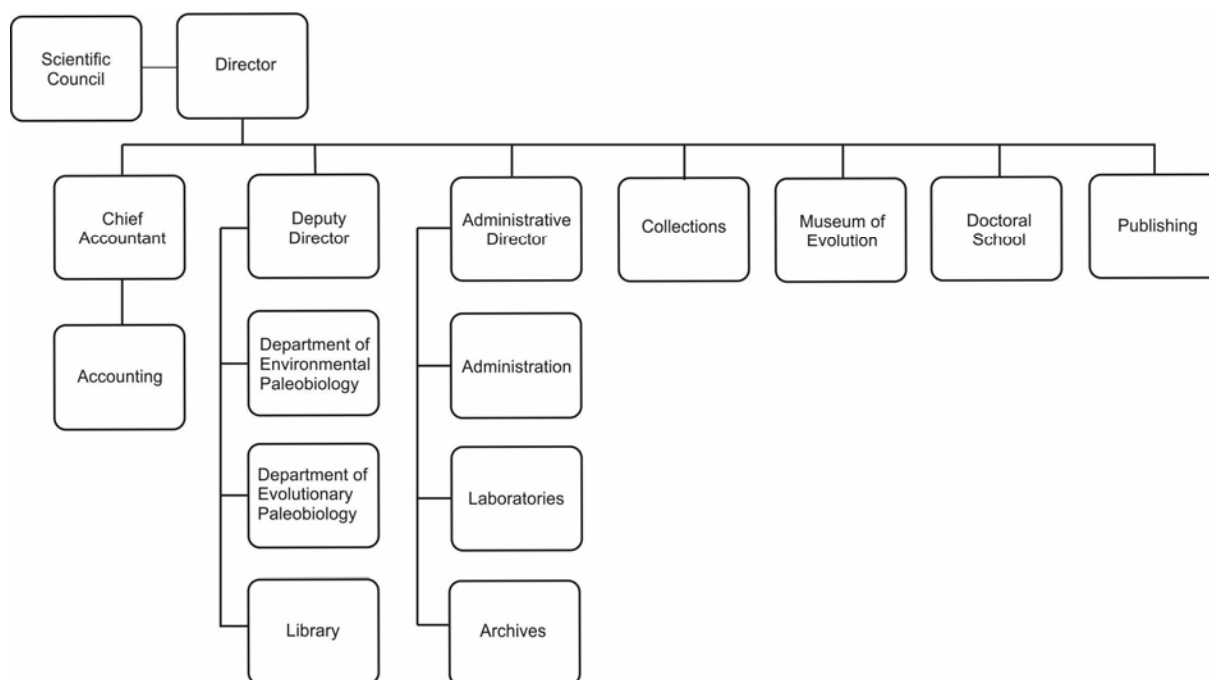 Scientific
Council
Director
Chief
Accountant
Deputy
Director
Administrative
Director
Collections
Museum of
Evolution
Doctoral
School
Publishing
Accounting
Department of
Environmental
Paleobiology
Administration
Department of
Evolutionary
Paleobiology
Laboratories
Library
Archives